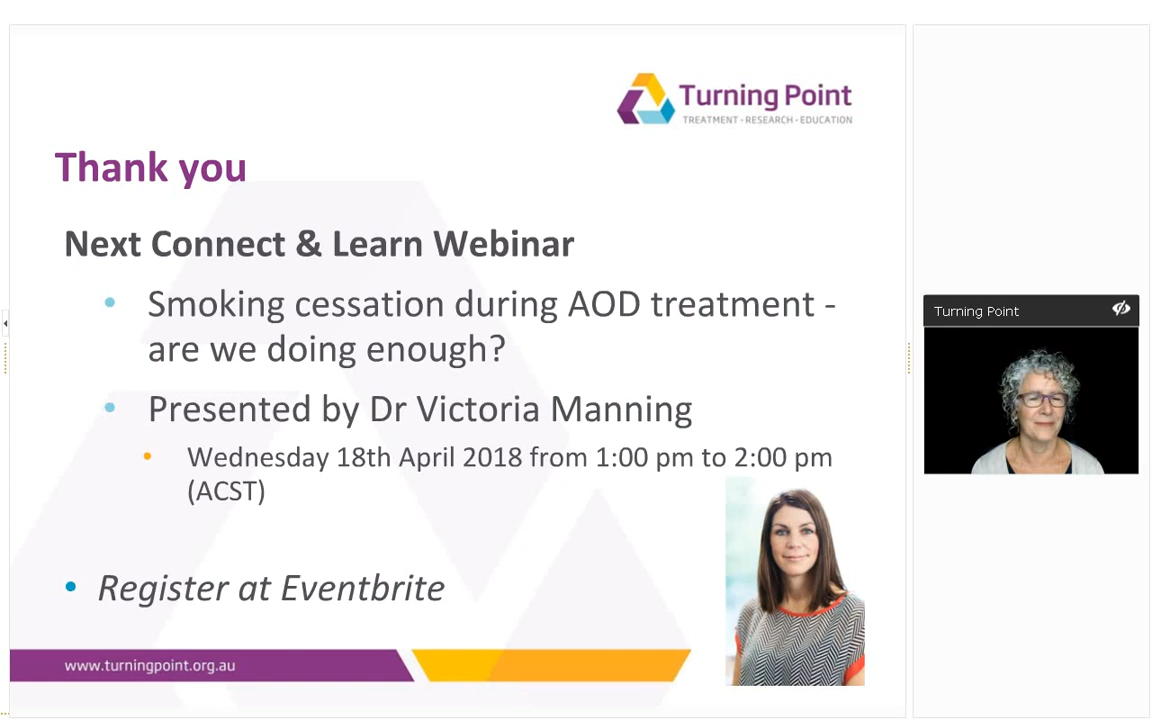 Turning Point
TREATMENT - RESEARCH - EDUCATION
Thank you
Next Connect & Learn Webinar
• Smoking cessation during AOD treatment -
are we doing enough?
• Presented by Dr Victoria Manning
• Wednesday 18th April 2018 from 1:00 pm to 2:00 pm
(ACST)
• Register at Eventbrite
www.turningpoint.org.au
Turning Point